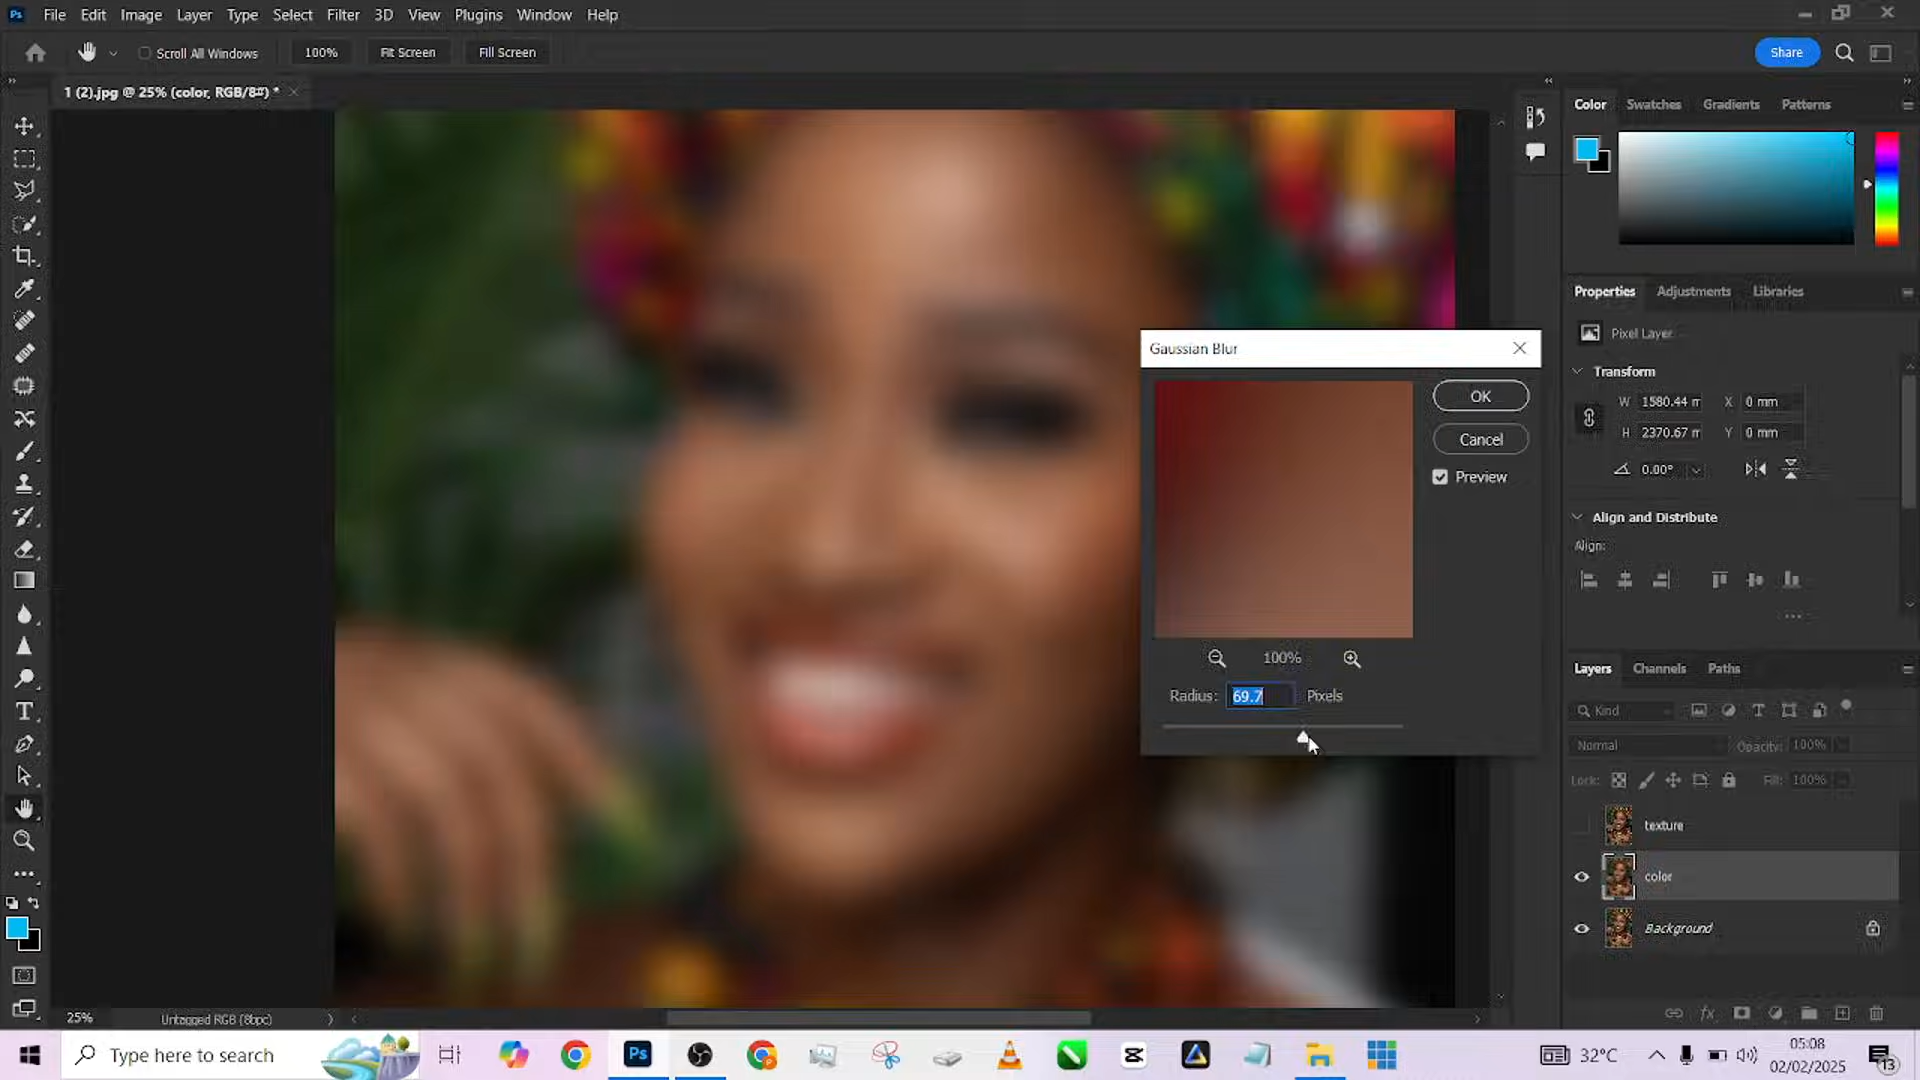 Ps File Edit Image Layer Type Select Filter 3D View Plugins Window Help
Scroll All Windows 100% Fit Screen Fill Screen Share
1 (2).jpg @ 25% (color, RGB/8#) *
Color Swatches Gradients Patterns
Properties Adjustments Libraries
Pixel Layer
Transform
W 1580.44 m X 0 mm
H 2370.67 m Y 0 mm
0.00°
Align and Distribute
Align:
Gaussian Blur
OK
Cancel
Preview
100%
Radius: 69.7 Pixels
Layers Channels Paths
Kind
Normal Opacity: 100%
Lock: Fill: 100%
texture
color
Background
25% Untagged RGB (8bpc)
Type here to search
Ps
32°C
05:08
02/02/2025
13